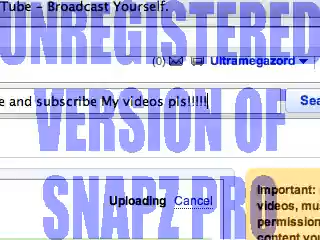 Tube - Broadcast Yourself.
UNREGISTERED
(0) Ultramegazord
e and subscribe My videos pls!!!!! Sea
VERSION OF
Uploading Cancel
Important:
videos, mus
permission
content yo
SNAPZ PRO